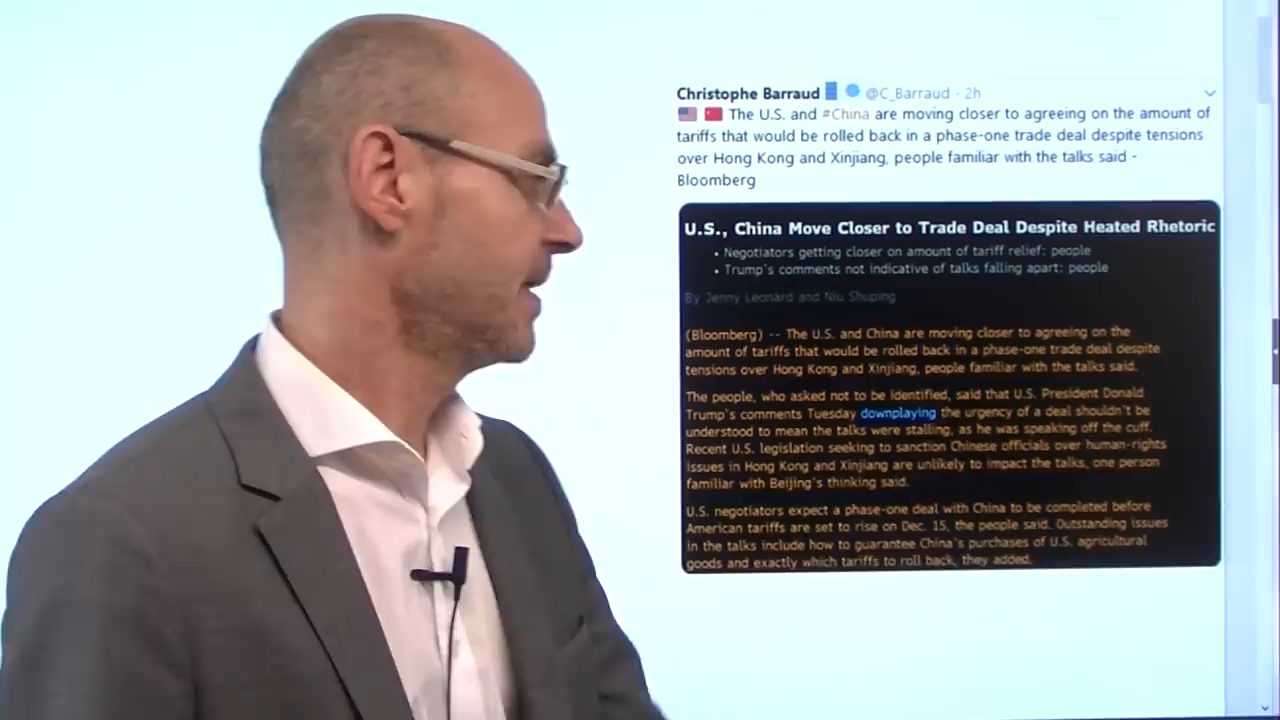 Christophe Barraud @C_Barraud · 2h
The U.S. and #China are moving closer to agreeing on the amount of
tariffs that would be rolled back in a phase-one trade deal despite tensions
over Hong Kong and Xinjiang, people familiar with the talks said -
Bloomberg
U.S., China Move Closer to Trade Deal Despite Heated Rhetoric
• Negotiators getting closer on amount of tariff relief: people
• Trump's comments not indicative of talks falling apart: people
By Jenny Leonard and Niu Shuping
(Bloomberg) -- The U.S. and China are moving closer to agreeing on the
amount of tariffs that would be rolled back in a phase-one trade deal despite
tensions over Hong Kong and Xinjiang, people familiar with the talks said.
The people, who asked not to be identified, said that U.S. President Donald
Trump's comments Tuesday downplaying the urgency of a deal shouldn't be
understood to mean the talks were stalling, as he was speaking off the cuff.
Recent U.S. legislation seeking to sanction Chinese officials over human-rights
issues in Hong Kong and Xinjiang are unlikely to impact the talks, one person
familiar with Beijing's thinking said.
U.S. negotiators expect a phase-one deal with China to be completed before
American tariffs are set to rise on Dec. 15, the people said. Outstanding issues
in the talks include how to guarantee China's purchases of U.S. agricultural
goods and exactly which tariffs to roll back, they added.